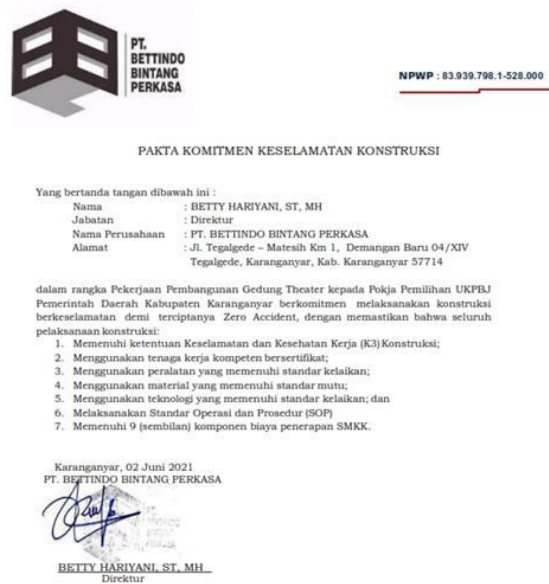 PT.
BETTINDO
BINTANG
PERKASA
NPWP : 83.939.798.1-528.000
PAKTA KOMITMEN KESELAMATAN KONSTRUKSI
Yang bertanda tangan dibawah ini :
Nama : BETTY HARIYANI, ST, MH
Jabatan : Direktur
Nama Perusahaan : PT. BETTINDO BINTANG PERKASA
Alamat : Jl. Tegalgede – Matesih Km 1, Demangan Baru 04/XIV
Tegalgede, Karanganyar, Kab. Karanganyar 57714
dalam rangka Pekerjaan Pembangunan Gedung Theater kepada Pokja Pemilihan UKPBJ
Pemerintah Daerah Kabupaten Karanganyar berkomitmen melaksanakan konstruksi
berkeselamatan demi terciptanya Zero Accident, dengan memastikan bahwa seluruh
pelaksanaan konstruksi:
1. Memenuhi ketentuan Keselamatan dan Kesehatan Kerja (K3) Konstruksi;
2. Menggunakan tenaga kerja kompeten bersertifikat;
3. Menggunakan peralatan yang memenuhi standar kelaikan;
4. Menggunakan material yang memenuhi standar mutu;
5. Menggunakan teknologi yang memenuhi standar kelaikan; dan
6. Melaksanakan Standar Operasi dan Prosedur (SOP)
7. Memenuhi 9 (sembilan) komponen biaya penerapan SMKK.
Karanganyar, 02 Juni 2021
PT. BETTINDO BINTANG PERKASA
BETTY HARIYANI, ST, MH
Direktur